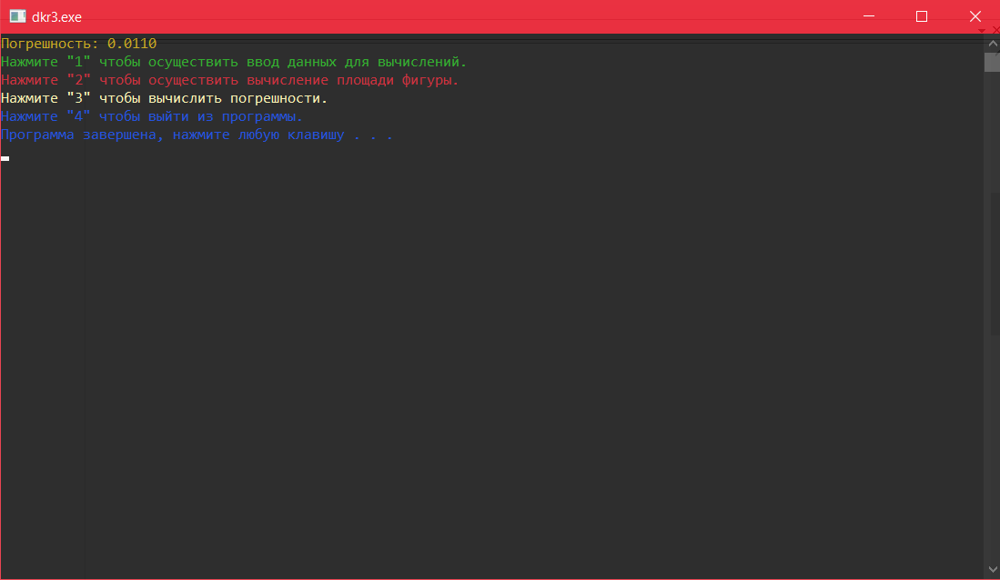 dkr3.exe
Погрешность: 0.0110
Нажмите "1" чтобы осуществить ввод данных для вычислений.
Нажмите "2" чтобы осуществить вычисление площади фигуры.
Нажмите "3" чтобы вычислить погрешности.
Нажмите "4" чтобы выйти из программы.
Программа завершена, нажмите любую клавишу . . .